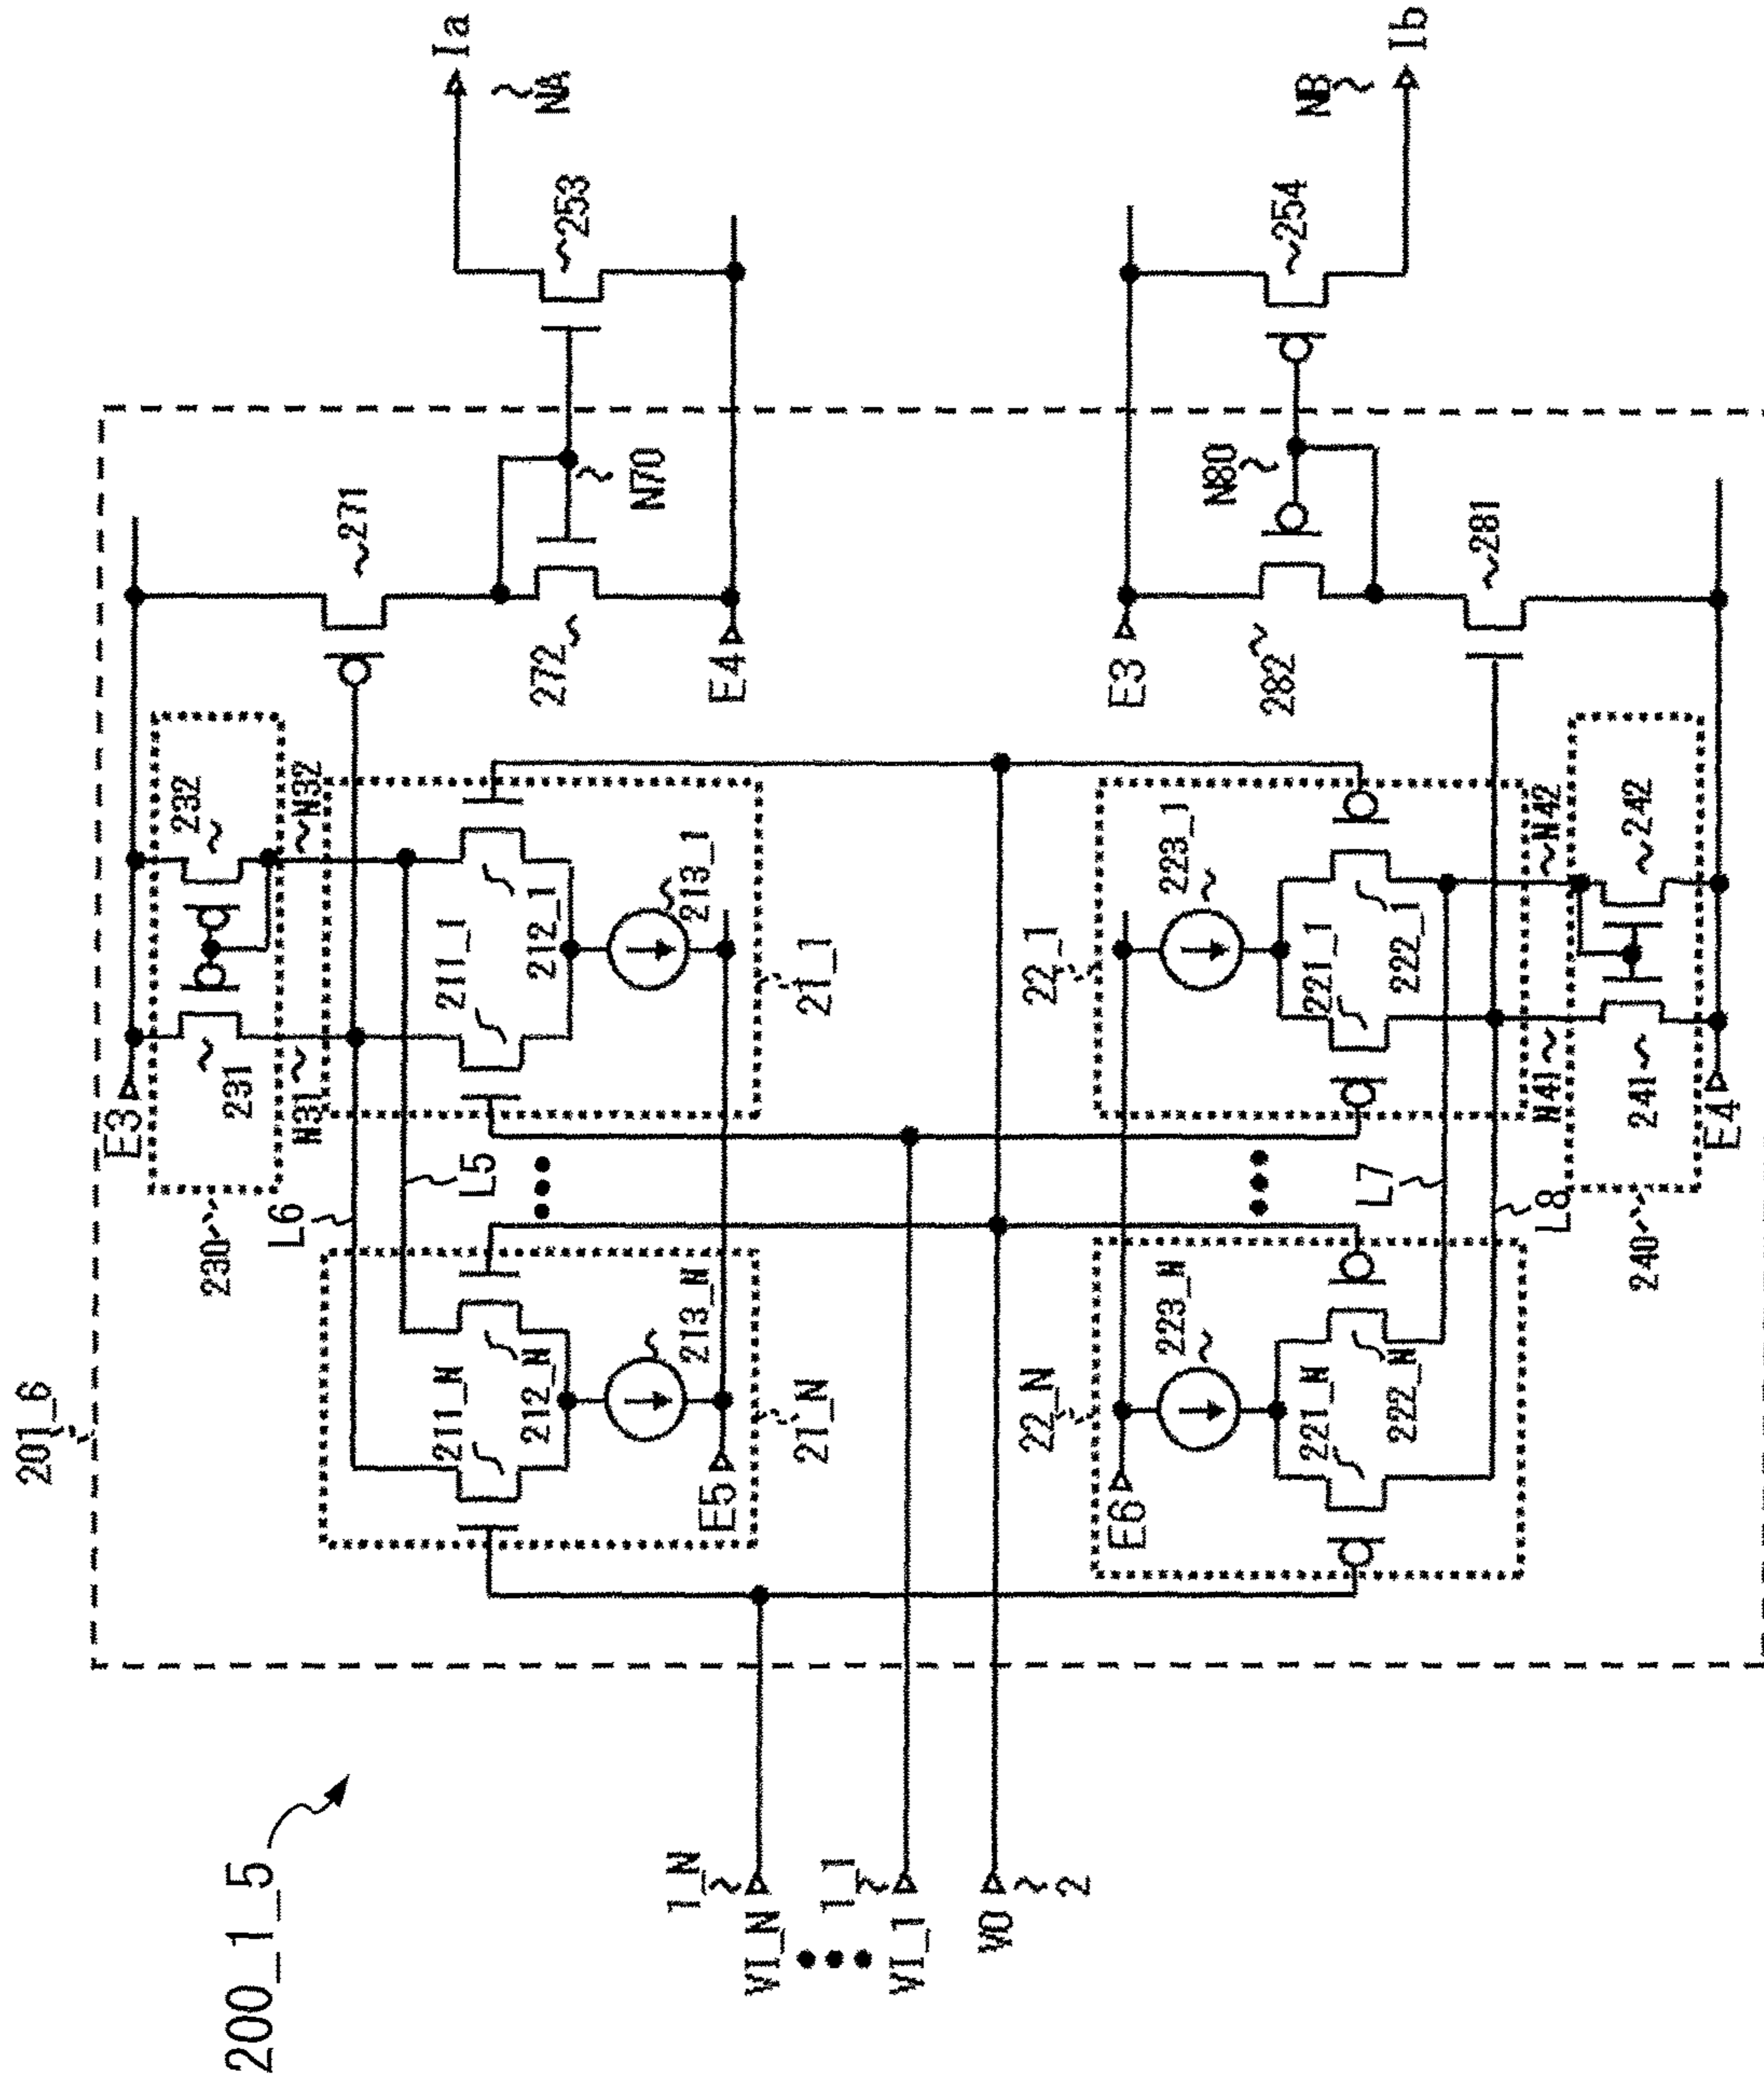 200_1_5
201_6
E3
230
231
232
N31
N32
271
L6
L5
211_N
212_N
213_N
21_N
E5
211_1
212_1
213_1
21_1
272
N70
E4
253
Ia
NA
1_N
VI_N
1_1
VI_1
VO
2
E6
22_N
223_N
221_N
222_N
22_1
223_1
221_1
222_1
L7
L8
N41
N42
240
241
242
E4
E3
282
N80
281
254
NB
Ib